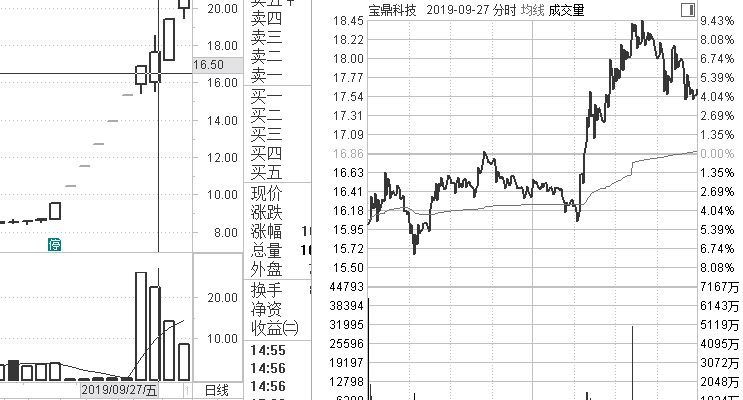 20.00
18.00
16.50
16.00
14.00
12.00
10.00
8.00
停
20.00
10.00
2019/09/27/五
日线
卖四
卖三
卖二
卖一
买一
买二
买三
买四
买五
现价
涨跌
涨幅
总量
外盘
换手
净资
收益㈡
14:55
14:56
14:56
宝鼎科技 2019-09-27 分时 均线 成交量
18.45 9.43%
18.22 8.08%
18.00 6.74%
17.77 5.39%
17.54 4.04%
17.31 2.69%
17.09 1.35%
16.86 0.00%
16.63 1.35%
16.41 2.69%
16.18 4.04%
15.95 5.39%
15.72 6.74%
15.50 8.08%
44793 7167万
38394 6143万
31995 5119万
25596 4095万
19197 3072万
12798 2048万